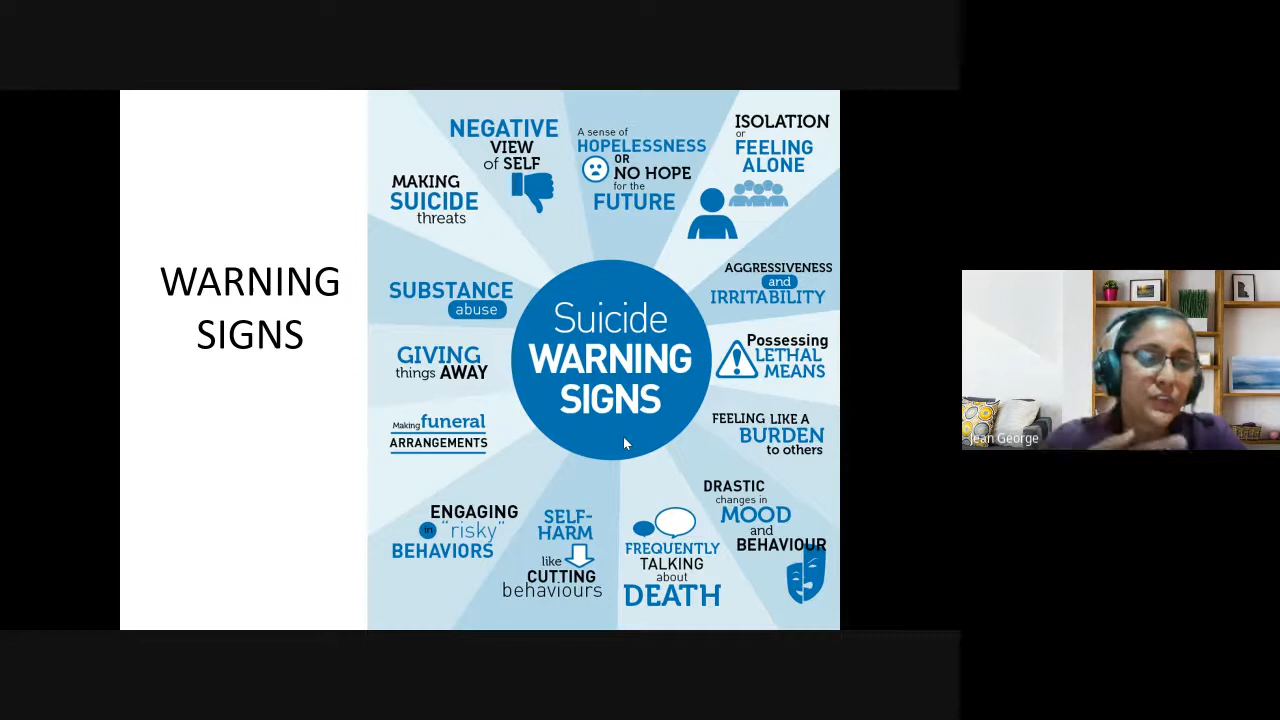 WARNING
SIGNS
Suicide
WARNING
SIGNS
NEGATIVE
VIEW
of SELF
A sense of
HOPELESSNESS
OR
NO HOPE
for the
FUTURE
ISOLATION
or
FEELING
ALONE
AGGRESSIVENESS
and
IRRITABILITY
Possessing
LETHAL
MEANS
FEELING LIKE A
BURDEN
to others
DRASTIC
changes in
MOOD
and
BEHAVIOUR
FREQUENTLY
TALKING
about
DEATH
SELF-
HARM
like
CUTTING
behaviours
ENGAGING
in "risky"
BEHAVIORS
Making funeral
ARRANGEMENTS
GIVING
things AWAY
SUBSTANCE
abuse
MAKING
SUICIDE
threats
Jean George